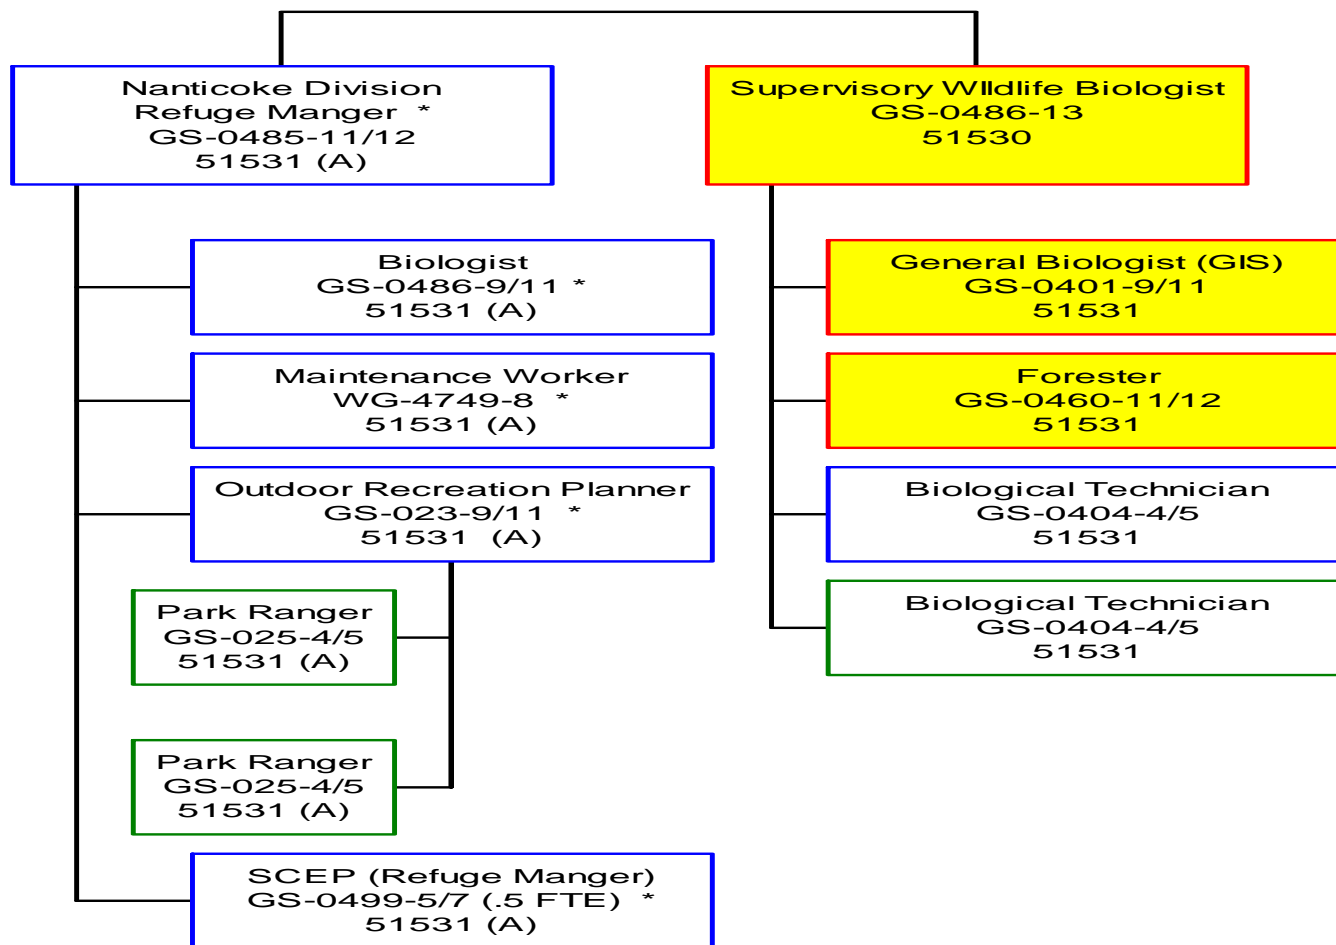 Nanticoke Division
Refuge Manger *
GS-0485-11/12
51531 (A)
Biologist
GS-0486-9/11 *
51531 (A)
Maintenance Worker
WG-4749-8 *
51531 (A)
Outdoor Recreation Planner
GS-023-9/11 *
51531 (A)
Park Ranger
GS-025-4/5
51531 (A)
Park Ranger
GS-025-4/5
51531 (A)
SCEP (Refuge Manger)
GS-0499-5/7 (.5 FTE) *
51531 (A)
Supervisory WIldlife Biologist
GS-0486-13
51530
General Biologist (GIS)
GS-0401-9/11
51531
Forester
GS-0460-11/12
51531
Biological Technician
GS-0404-4/5
51531
Biological Technician
GS-0404-4/5
51531